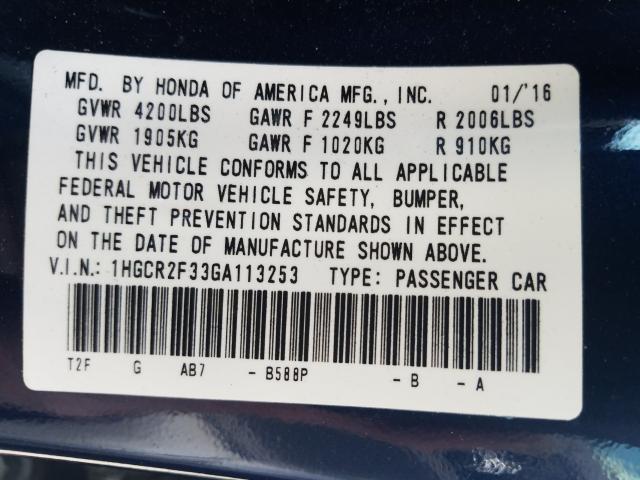 MFD. BY HONDA OF AMERICA MFG., INC. 01/'16
GVWR 4200LBS GAWR F 2249LBS R 2006LBS
GVWR 1905KG GAWR F 1020KG R 910KG
THIS VEHICLE CONFORMS TO ALL APPLICABLE
FEDERAL MOTOR VEHICLE SAFETY, BUMPER,
AND THEFT PREVENTION STANDARDS IN EFFECT
ON THE DATE OF MANUFACTURE SHOWN ABOVE.
V.I.N.: 1HGCR2F33GA113253 TYPE: PASSENGER CAR
T2F G AB7 - B588P - B - A